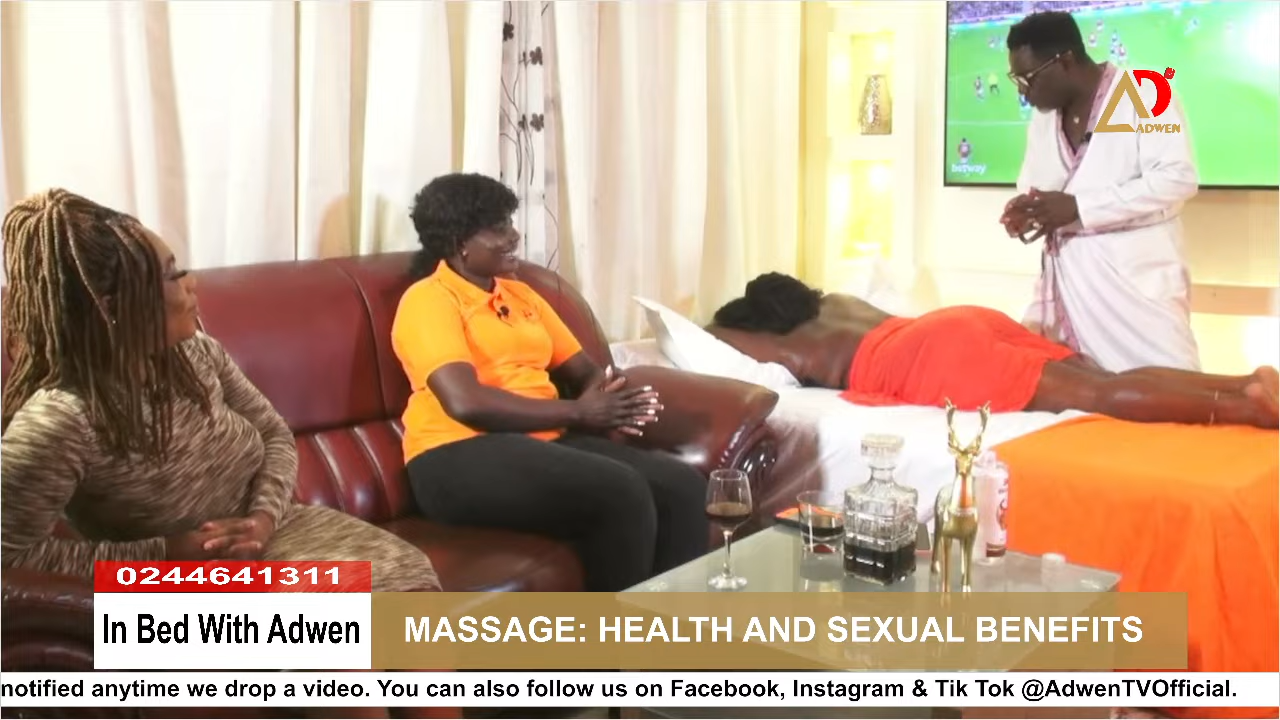 ADWEN
betway
0244641311
In Bed With Adwen
MASSAGE: HEALTH AND SEXUAL BENEFITS
notified anytime we drop a video. You can also follow us on Facebook, Instagram & Tik Tok @AdwenTVOfficial.